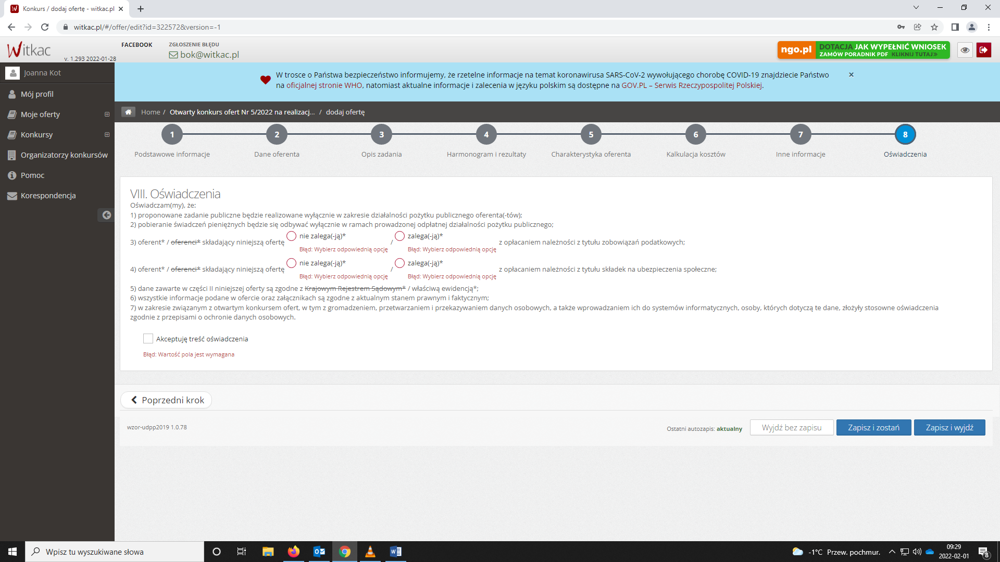 Konkurs / dodaj ofertę - witkac.pl
witkac.pl/#/offer/edit?id=322572&version=-1
Witkac
v. 1.293 2022-01-28
FACEBOOK
ZGŁOSZENIE BŁĘDU
bok@witkac.pl
ngo.pl
DOTACJA JAK WYPEŁNIĆ WNIOSEK
ZAMÓW PORADNIK PDF KLIKNIJ TUTAJ»
Joanna Kot
Mój profil
Moje oferty
Konkursy
Organizatorzy konkursów
Pomoc
Korespondencja
W trosce o Państwa bezpieczeństwo informujemy, że rzetelne informacje na temat koronawirusa SARS-CoV-2 wywołującego chorobę COVID-19 znajdziecie Państwo
na oficjalnej stronie WHO, natomiast aktualne informacje i zalecenia w języku polskim są dostępne na GOV.PL – Serwis Rzeczypospolitej Polskiej.
Home / Otwarty konkurs ofert Nr 5/2022 na realizacj... / dodaj ofertę
1 2 3 4 5 6 7 8
Podstawowe informacje Dane oferenta Opis zadania Harmonogram i rezultaty Charakterystyka oferenta Kalkulacja kosztów Inne informacje Oświadczenia
VIII. Oświadczenia
Oświadczam(my), że:
1) proponowane zadanie publiczne będzie realizowane wyłącznie w zakresie działalności pożytku publicznego oferenta(-tów);
2) pobieranie świadczeń pieniężnych będzie się odbywać wyłącznie w ramach prowadzonej odpłatnej działalności pożytku publicznego;
3) oferent* / oferenci* składający niniejszą ofertę nie zalega(-ją)* / zalega(-ją)* z opłacaniem należności z tytułu zobowiązań podatkowych;
Błąd: Wybierz odpowiednią opcję Błąd: Wybierz odpowiednią opcję
4) oferent* / oferenci* składający niniejszą ofertę nie zalega(-ją)* / zalega(-ją)* z opłacaniem należności z tytułu składek na ubezpieczenia społeczne;
Błąd: Wybierz odpowiednią opcję Błąd: Wybierz odpowiednią opcję
5) dane zawarte w części II niniejszej oferty są zgodne z Krajowym Rejestrem Sądowym* / właściwą ewidencją*;
6) wszystkie informacje podane w ofercie oraz załącznikach są zgodne z aktualnym stanem prawnym i faktycznym;
7) w zakresie związanym z otwartym konkursem ofert, w tym z gromadzeniem, przetwarzaniem i przekazywaniem danych osobowych, a także wprowadzaniem ich do systemów informatycznych, osoby, których dotyczą te dane, złożyły stosowne oświadczenia
zgodnie z przepisami o ochronie danych osobowych.
Akceptuję treść oświadczenia
Błąd: Wartość pola jest wymagana
Poprzedni krok
wzor-udpp2019 1.0.78
Ostatni autozapis: aktualny
Wyjdź bez zapisu
Zapisz i zostań
Zapisz i wyjdź
Wpisz tu wyszukiwane słowa
-1°C Przew. pochmur.
09:29
2022-02-01
8